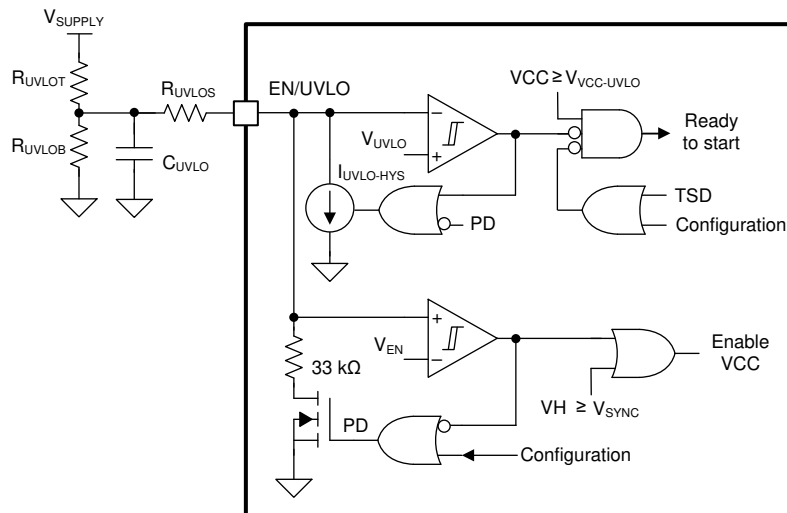 VSUPPLY
RUVLOT
RUVLOS
RUVLOB
CUVLO
EN/UVLO
VUVLO
IUVLO-HYS
PD
VCC ≥ VVCC-UVLO
Ready
to start
TSD
Configuration
33 kΩ
VEN
PD
VH ≥ VSYNC
Enable
VCC
Configuration